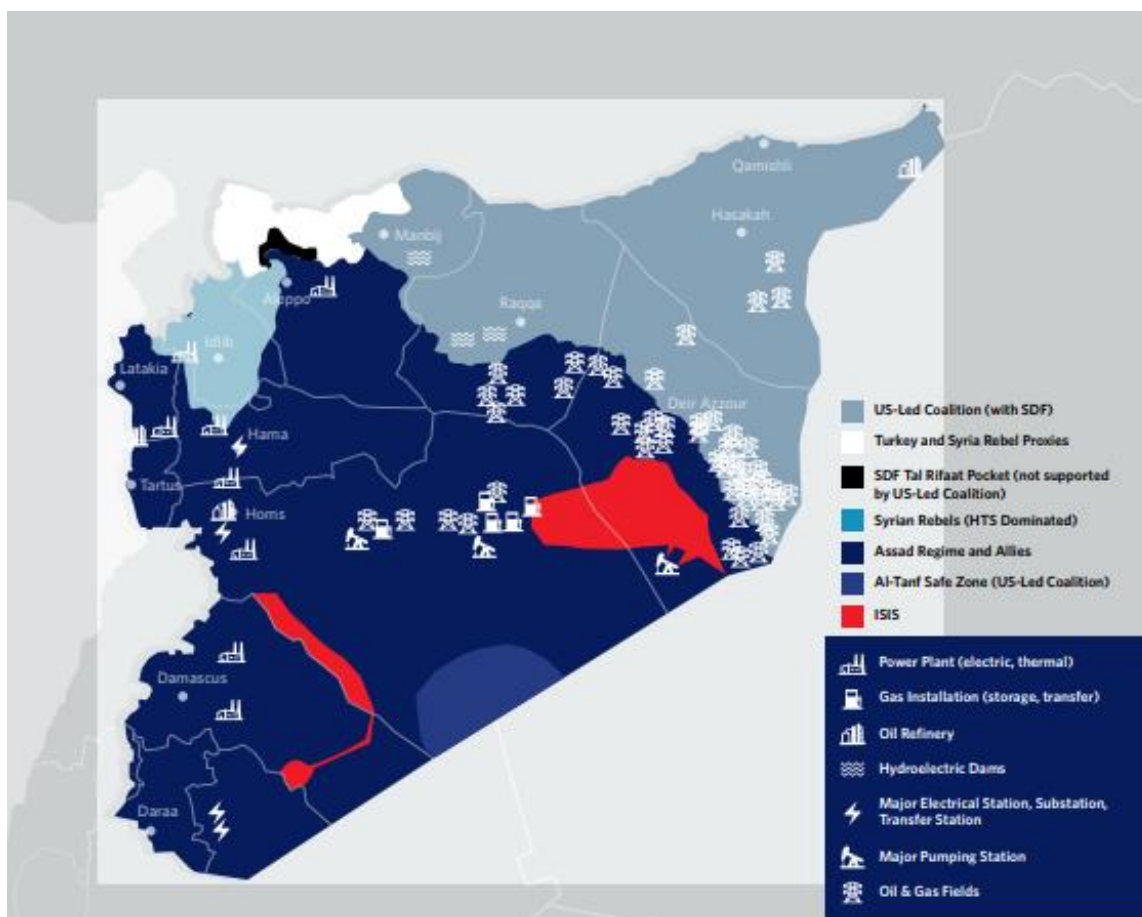 Qamishli
Hasakah
Manbij
Aleppo
Raqqa
Idlib
Latakia
Deir Azzour
Hama
Tartus
Homs
Damascus
Daraa
US-Led Coalition (with SDF)
Turkey and Syria Rebel Proxies
SDF Tal Rifaat Pocket (not supported
by US-Led Coalition)
Syrian Rebels (HTS Dominated)
Assad Regime and Allies
Al-Tanf Safe Zone (US-Led Coalition)
ISIS
Power Plant (electric, thermal)
Gas Installation (storage, transfer)
Oil Refinery
Hydroelectric Dams
Major Electrical Station, Substation,
Transfer Station
Major Pumping Station
Oil & Gas Fields